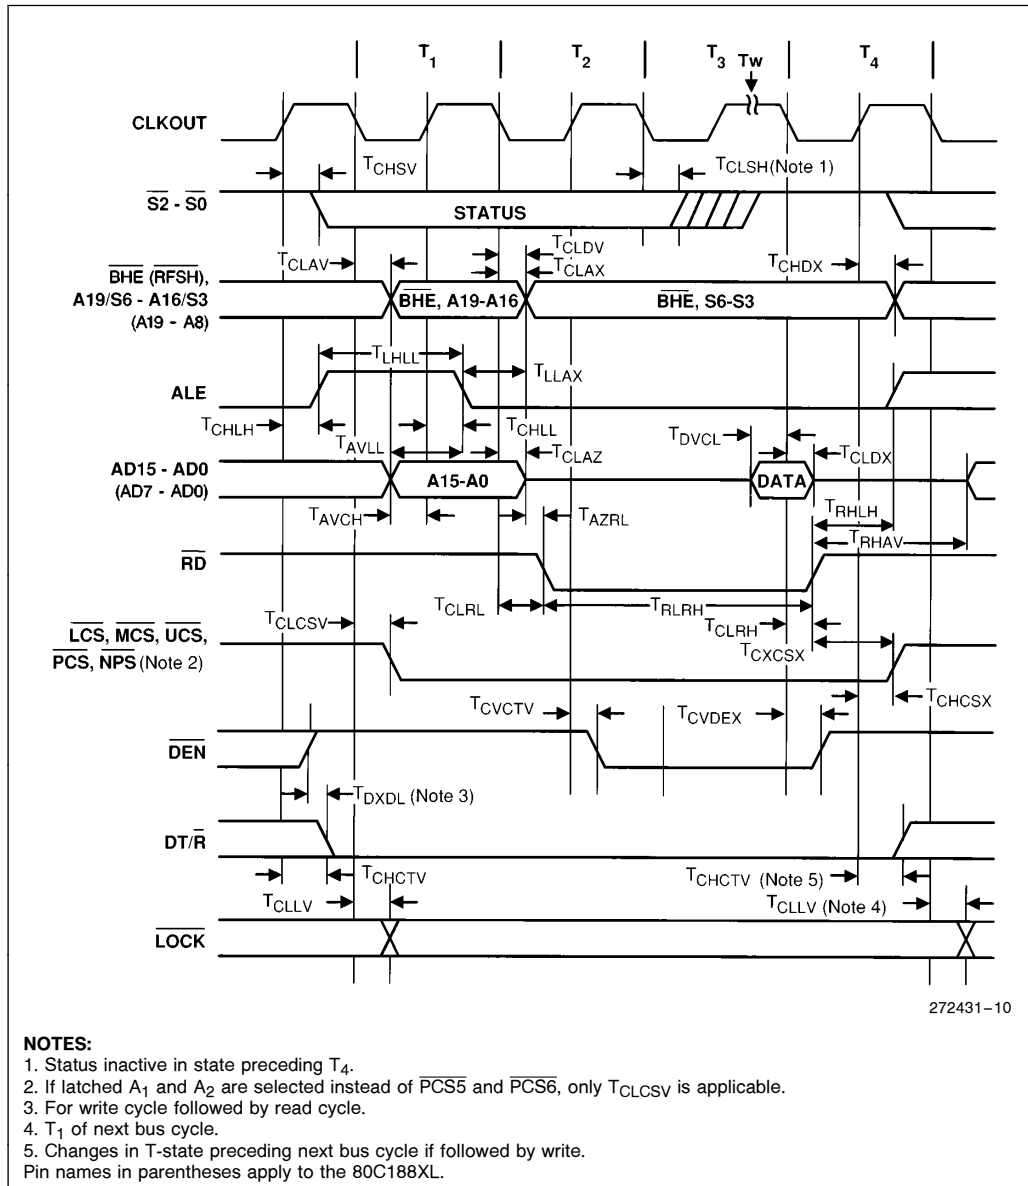 T1 T2 T3 Tw T4
CLKOUT
TCHSV TCLSH (Note 1)
S2 - S0 STATUS
TCLDV
TCLAV TCLAX TCHDX
BHE (RFSH),
A19/S6 - A16/S3
(A19 - A8)
BHE, A19-A16 BHE, S6-S3
TLHLL TLLAX
ALE
TCHLH TAVLL TCHLL TDVCL
TCLAZ TCLDX
AD15 - AD0
(AD7 - AD0)
A15-A0 DATA
TAVCH TAZRL TRHLH
TRHAV
RD
TCLRL TRLRH
TCLCSV TCLRH
LCS, MCS, UCS,
PCS, NPS (Note 2)
TCXCSX
TCVCTV TCVDEX TCHCSX
DEN
TDXDL (Note 3)
DT/R
TCHCTV TCHCTV (Note 5)
TCLLV TCLLV (Note 4)
LOCK
272431-10
NOTES:
1. Status inactive in state preceding T4.
2. If latched A1 and A2 are selected instead of PCS5 and PCS6, only TCLCSV is applicable.
3. For write cycle followed by read cycle.
4. T1 of next bus cycle.
5. Changes in T-state preceding next bus cycle if followed by write.
Pin names in parentheses apply to the 80C188XL.